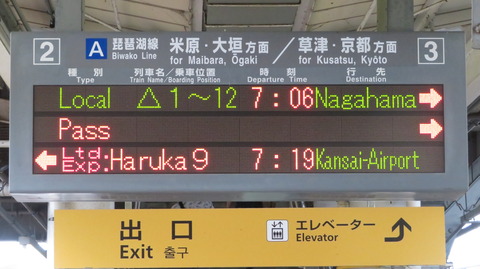 2 A 琵琶湖線 米原・大垣方面 / 草津・京都方面 3
Biwako Line for Maibara, Ōgaki for Kusatsu, Kyōto
種別 列車名/乗車位置 時刻 行先
Type Train Name/Boarding Position Departure Time Destination
Local △ 1〜12 7:06 Nagahama →
Pass →
← Ltd Exp: Haruka 9 7:19 Kansai-Airport
出口 エレベーター
Exit 출구 Elevator